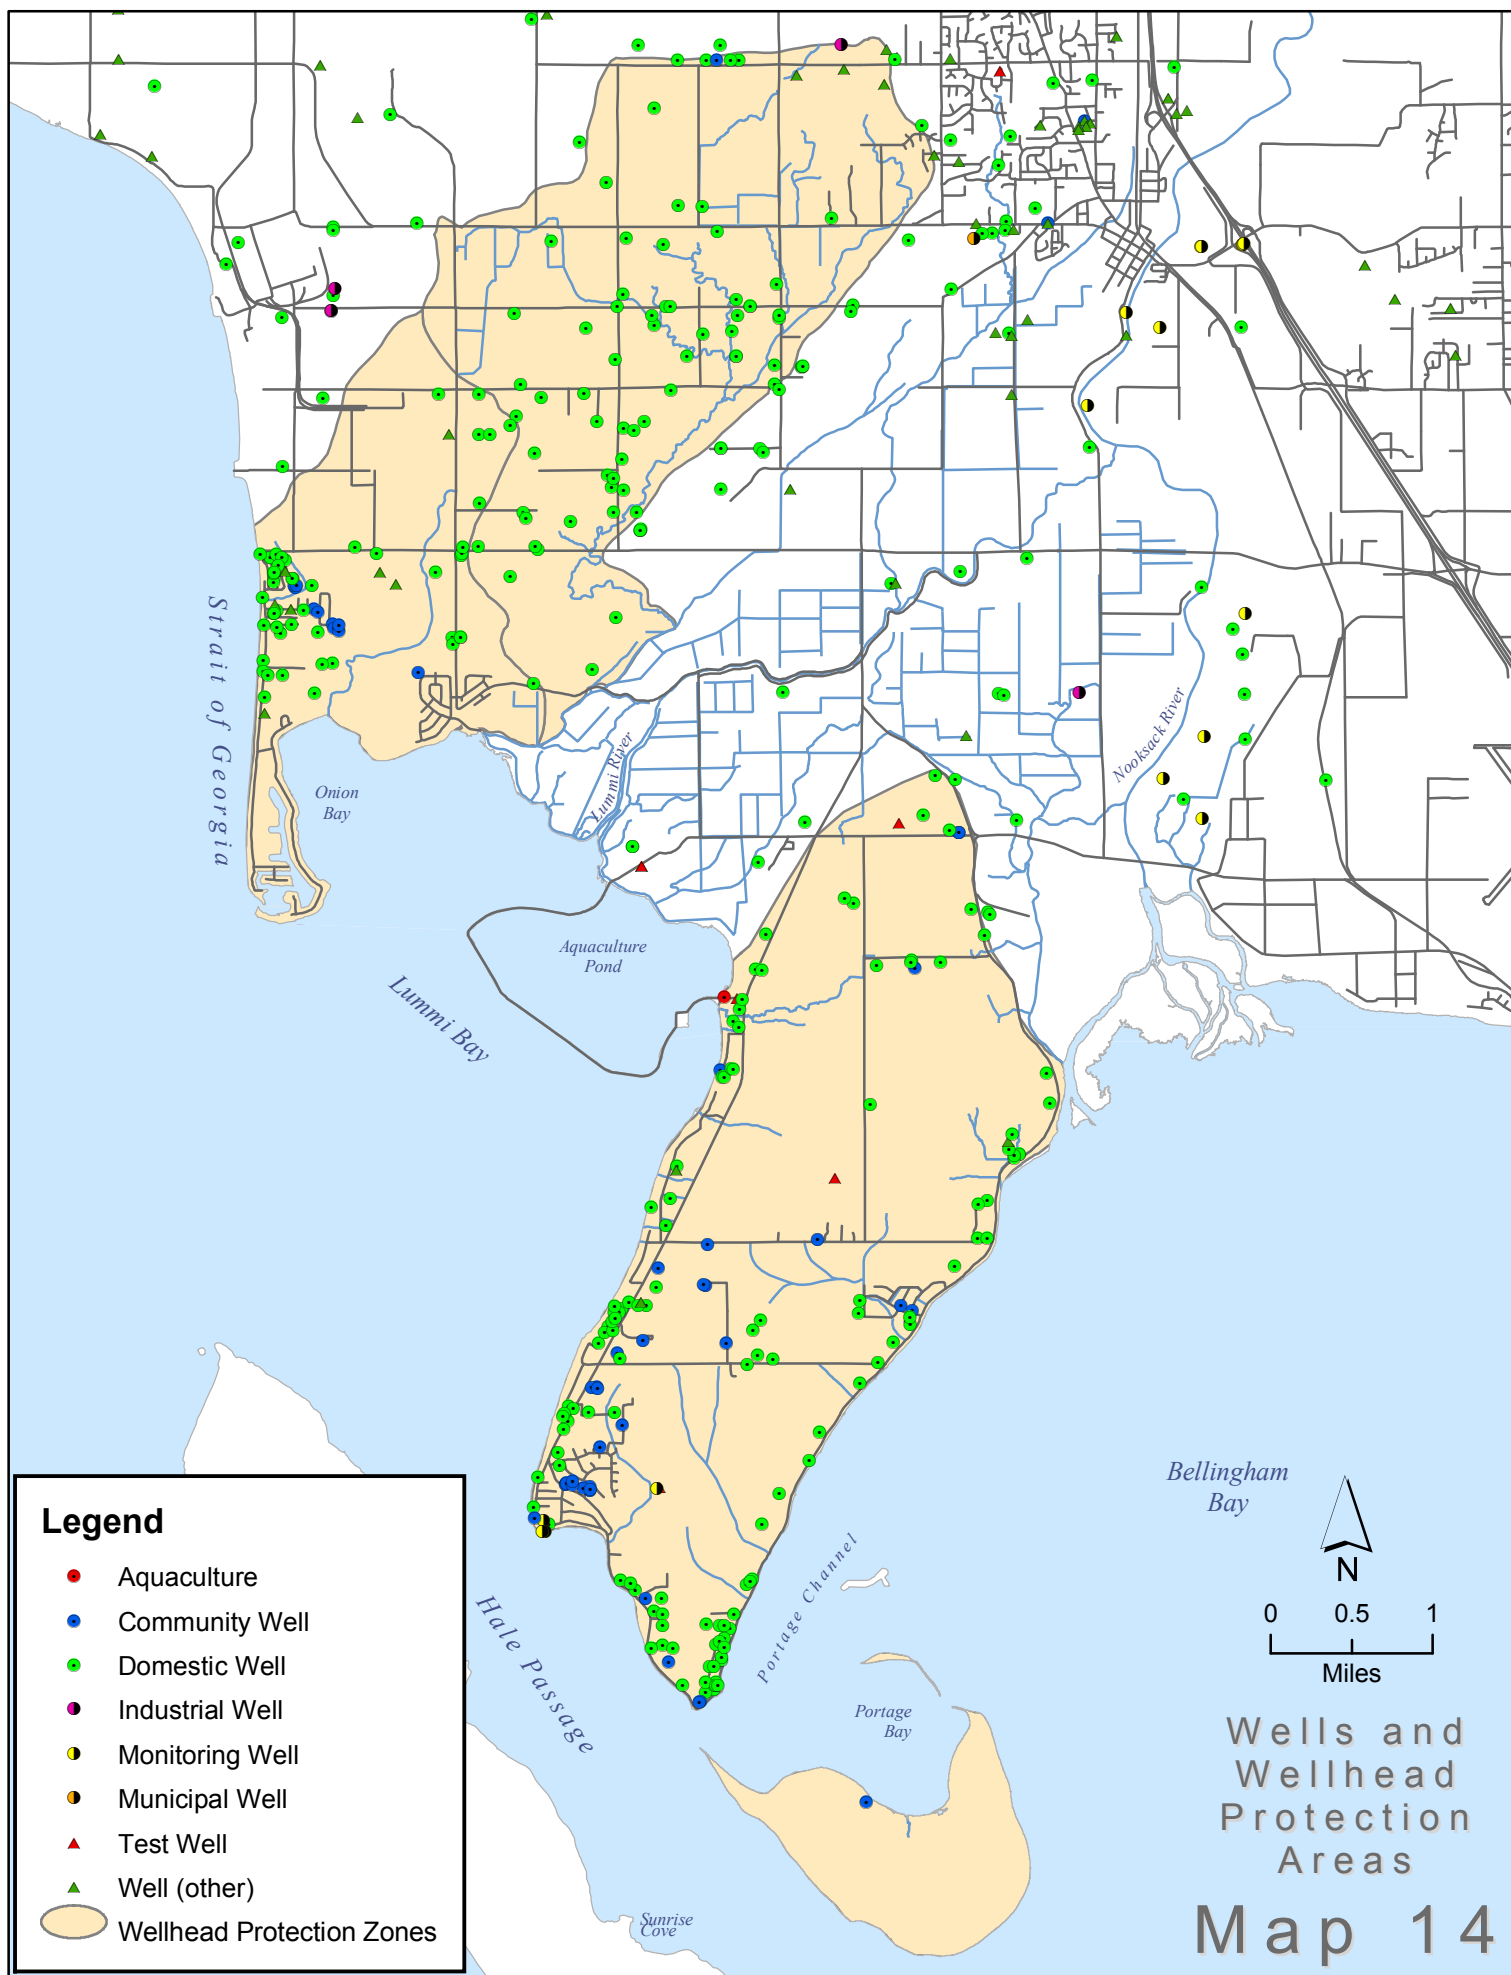 Strait of Georgia
Onion
Bay
Lummi River
Nooksack River
Aquaculture
Pond
Lummi Bay
Bellingham
Bay
N
0 0.5 1
Miles
Hale Passage
Portage Channel
Portage
Bay
Sunrise
Cove
Legend
Aquaculture
Community Well
Domestic Well
Industrial Well
Monitoring Well
Municipal Well
Test Well
Well (other)
Wellhead Protection Zones
Wells and
Wellhead
Protection
Areas
Map 14